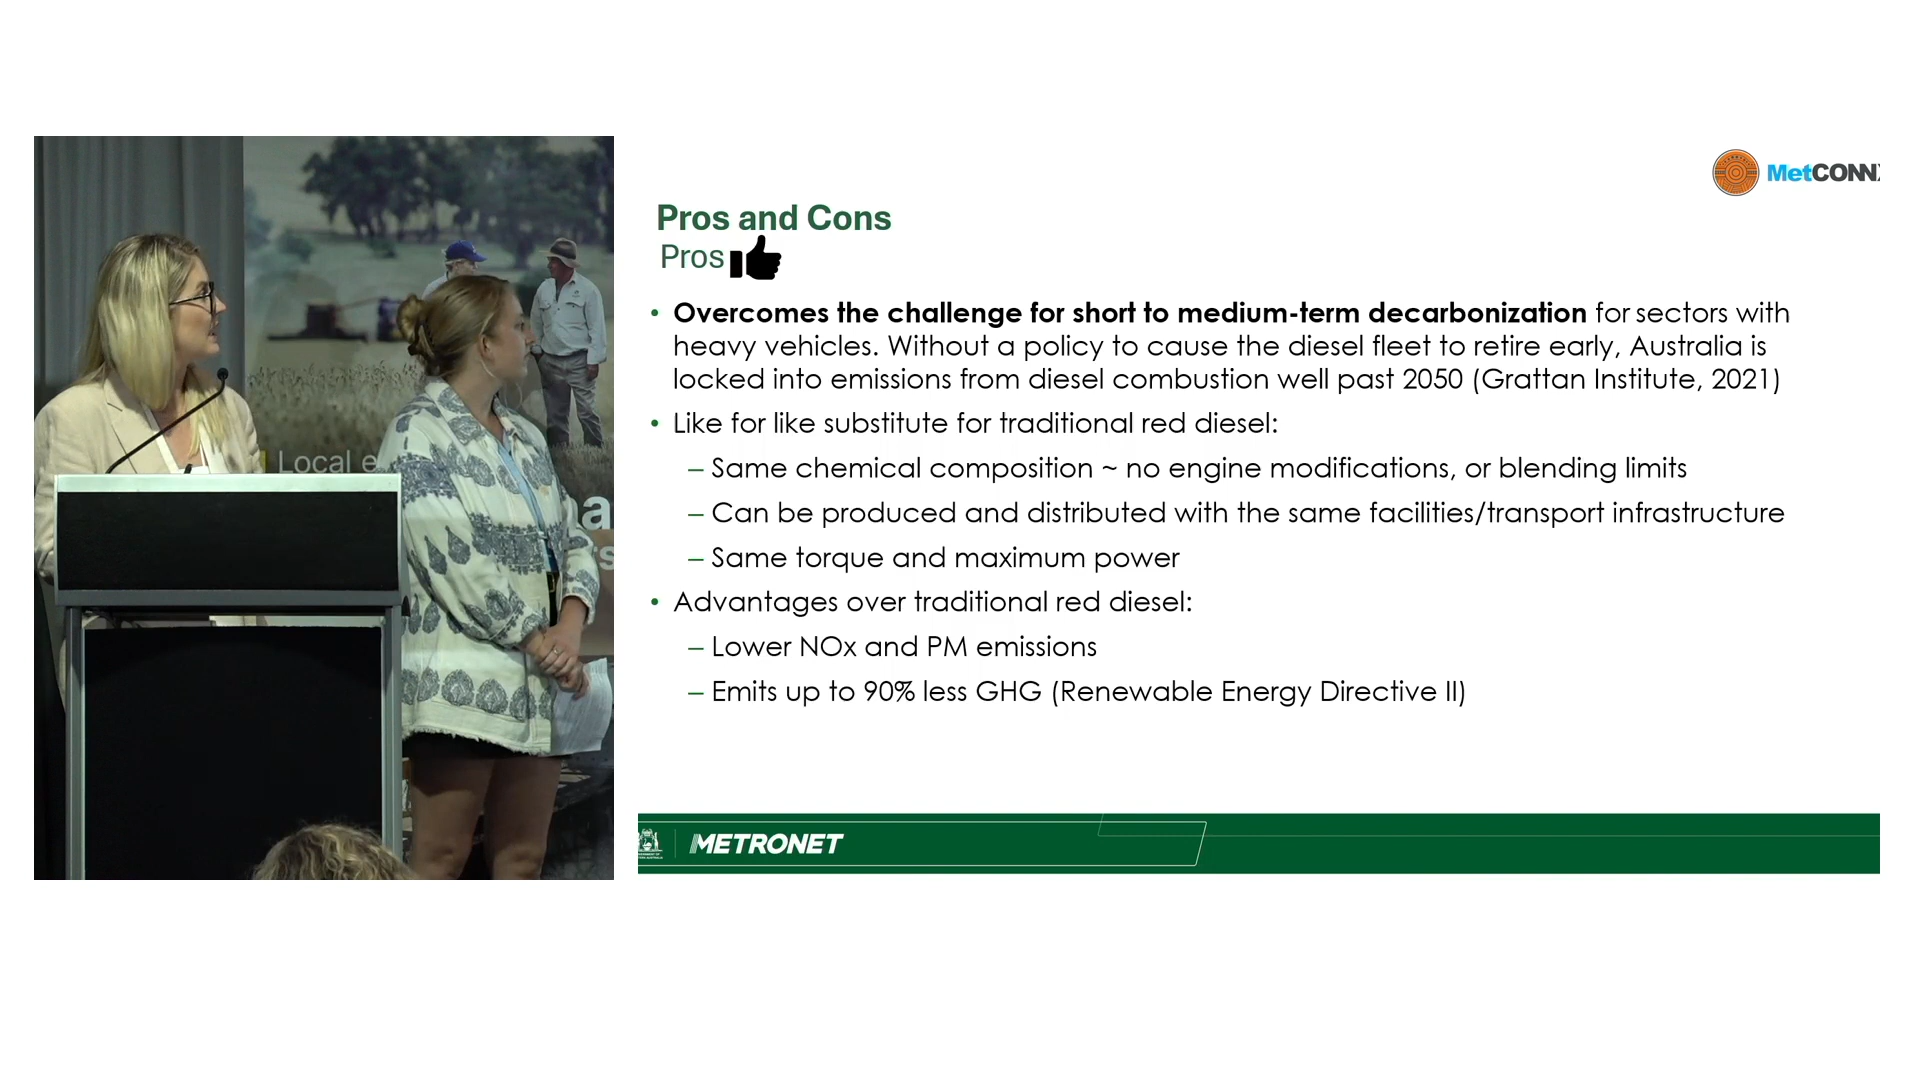 MetCONN
Pros and Cons
Pros
• Overcomes the challenge for short to medium-term decarbonization for sectors with
heavy vehicles. Without a policy to cause the diesel fleet to retire early, Australia is
locked into emissions from diesel combustion well past 2050 (Grattan Institute, 2021)
• Like for like substitute for traditional red diesel:
– Same chemical composition ~ no engine modifications, or blending limits
– Can be produced and distributed with the same facilities/transport infrastructure
– Same torque and maximum power
• Advantages over traditional red diesel:
– Lower NOx and PM emissions
– Emits up to 90% less GHG (Renewable Energy Directive II)
METRONET
Local e